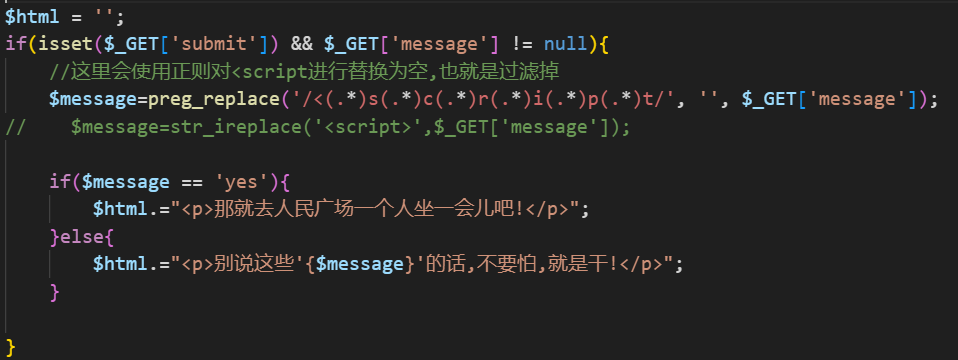 $html = '';
if(isset($_GET['submit']) && $_GET['message'] != null){
    //这里会使用正则对<script进行替换为空,也就是过滤掉
    $message=preg_replace('/<(.*)s(.*)c(.*)r(.*)i(.*)p(.*)t/', '', $_GET['message']);
//    $message=str_ireplace('<script>',$_GET['message']);
    if($message == 'yes'){
        $html.="<p>那就去人民广场一个人坐一会儿吧!</p>";
    }else{
        $html.="<p>别说这些'{$message}'的话,不要怕,就是干!</p>";
    }
}